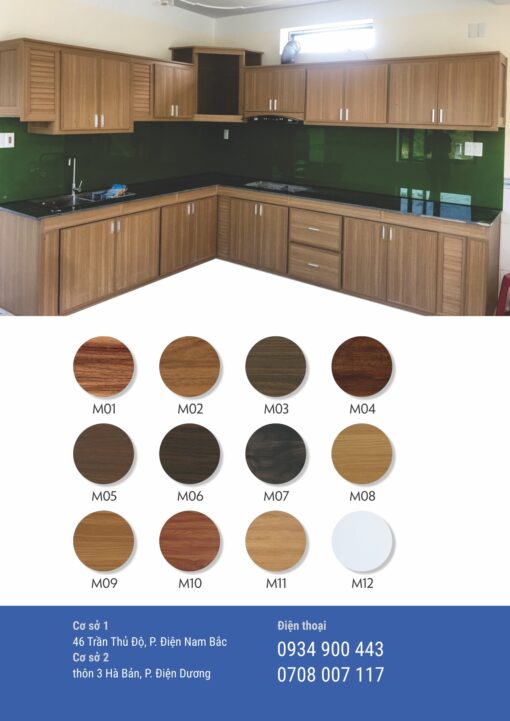 M01 M02 M03 M04
M05 M06 M07 M08
M09 M10 M11 M12
Cơ sở 1
46 Trần Thủ Độ, P. Điện Nam Bắc
Cơ sở 2
thôn 3 Hà Bản, P. Điện Dương
Điện thoại
0934 900 443
0708 007 117